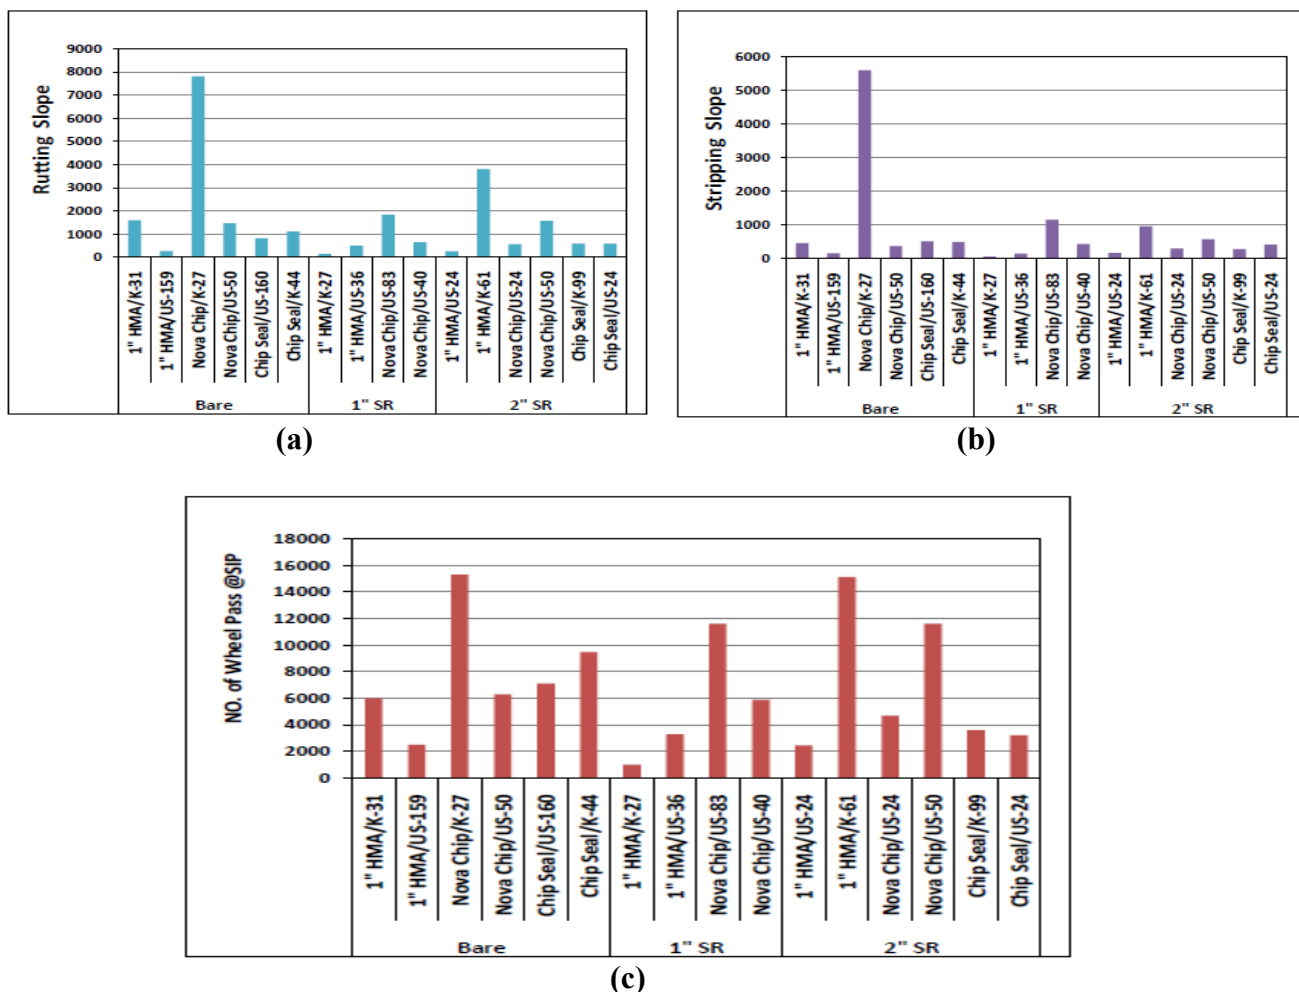 9000
8000
7000
6000
5000
4000
3000
2000
1000
0
Rutting Slope
1" HMA/K-31
1" HMA/US-159
Nova Chip/K-27
Nova Chip/US-50
Chip Seal/US-160
Chip Seal/K-44
1" HMA/K-27
1" HMA/US-36
Nova Chip/US-83
Nova Chip/US-40
1" HMA/US-24
1" HMA/K-61
Nova Chip/US-24
Nova Chip/US-50
Chip Seal/K-99
Chip Seal/US-24
Bare 1" SR 2" SR
(a)
6000
5000
4000
3000
2000
1000
0
Stripping Slope
1" HMA/K-31
1" HMA/US-159
Nova Chip/K-27
Nova Chip/US-50
Chip Seal/US-160
Chip Seal/K-44
1" HMA/K-27
1" HMA/US-36
Nova Chip/US-83
Nova Chip/US-40
1" HMA/US-24
1" HMA/K-61
Nova Chip/US-24
Nova Chip/US-50
Chip Seal/K-99
Chip Seal/US-24
Bare 1" SR 2" SR
(b)
18000
16000
14000
12000
10000
8000
6000
4000
2000
0
NO. of Wheel Pass @SIP
1" HMA/K-31
1" HMA/US-159
Nova Chip/K-27
Nova Chip/US-50
Chip Seal/US-160
Chip Seal/K-44
1" HMA/K-27
1" HMA/US-36
Nova Chip/US-83
Nova Chip/US-40
1" HMA/US-24
1" HMA/K-61
Nova Chip/US-24
Nova Chip/US-50
Chip Seal/K-99
Chip Seal/US-24
Bare 1" SR 2" SR
(c)